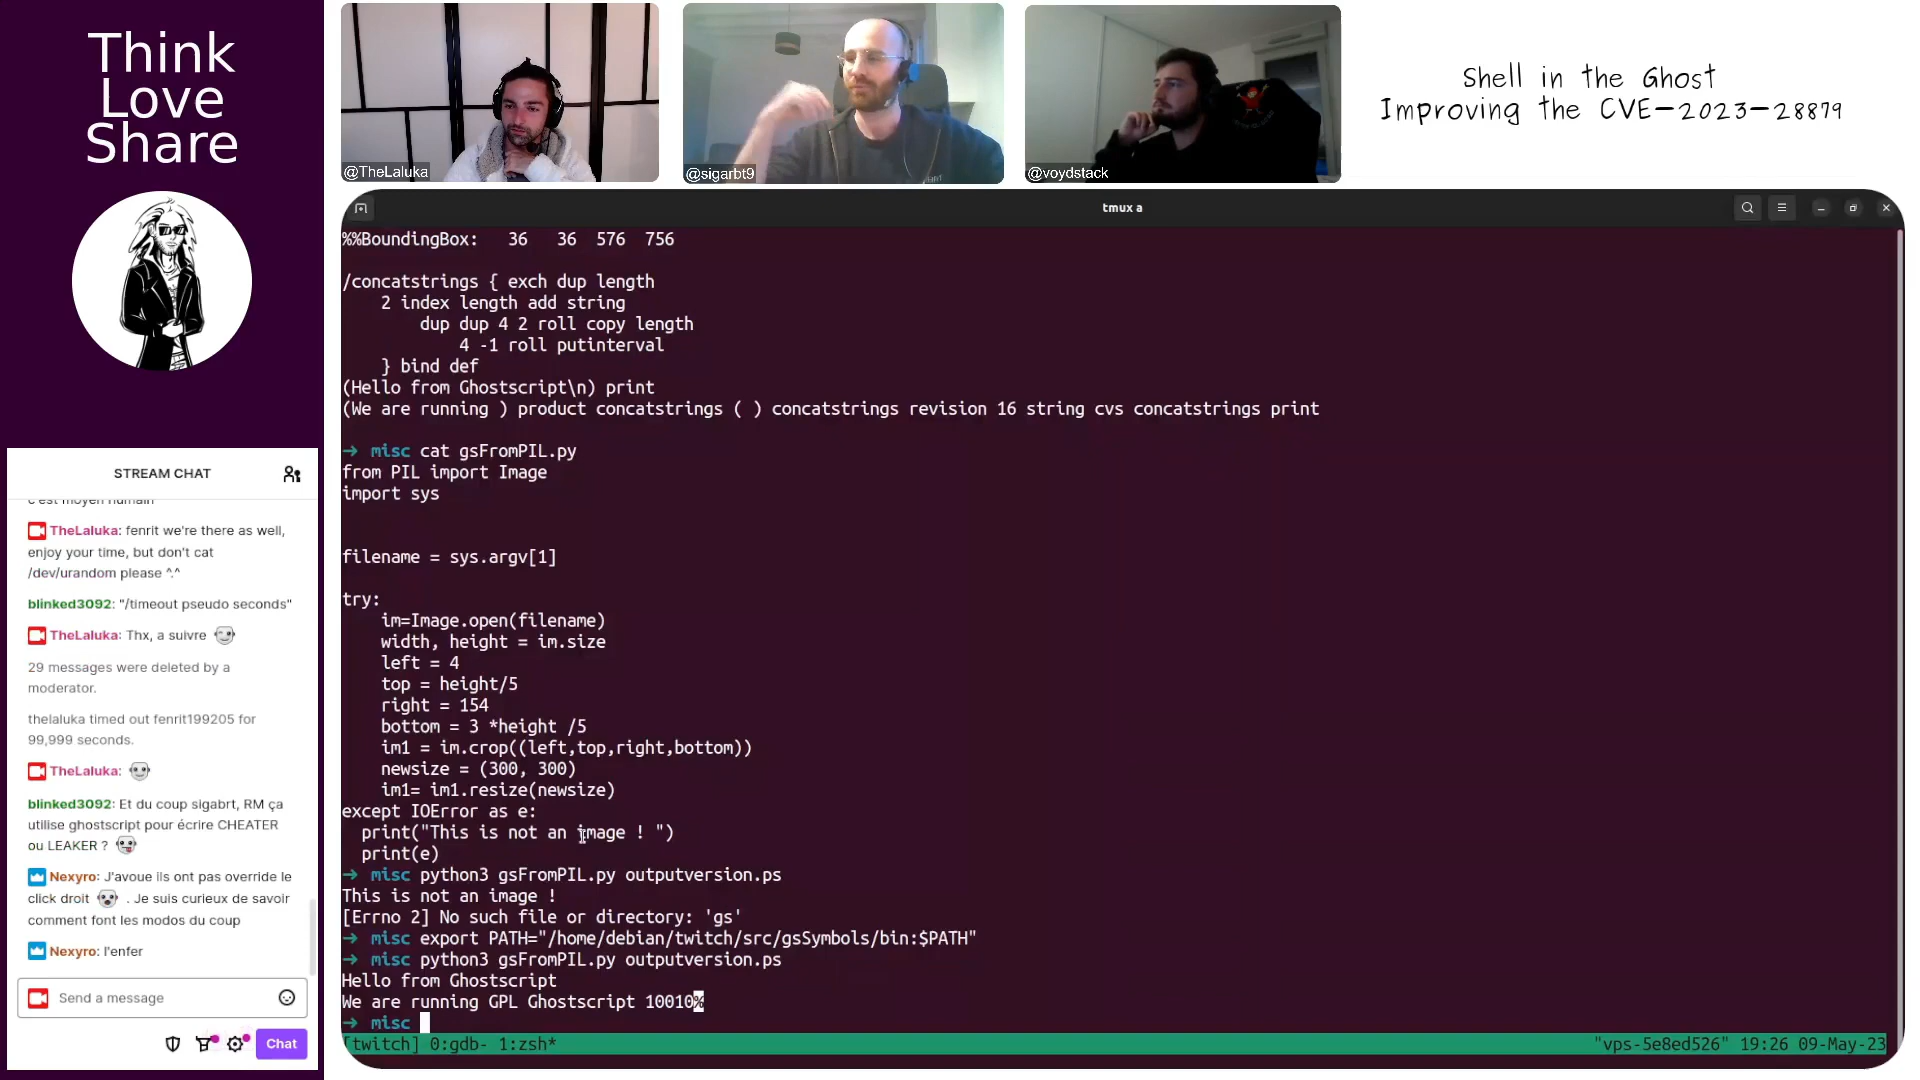 Think
Love
Share
@TheLaluka
@sigarbt9
@voydstack
Shell in the Ghost
Improving the CVE-2023-28879
STREAM CHAT
c'est moyen humain
TheLaluka: fenrit we're there as well,
enjoy your time, but don't cat
/dev/urandom please ^.^
blinked3092: "/timeout pseudo seconds"
TheLaluka: Thx, a suivre
29 messages were deleted by a
moderator.
thelaluka timed out fenrit199205 for
99,999 seconds.
TheLaluka:
blinked3092: Et du coup sigabrt, RM ça
utilise ghostscript pour écrire CHEATER
ou LEAKER ?
Nexyro: J'avoue ils ont pas override le
click droit . Je suis curieux de savoir
comment font les modos du coup
Nexyro: l'enfer
Send a message
Chat
tmux a
%%BoundingBox:   36   36  576  756
/concatstrings { exch dup length
    2 index length add string
        dup dup 4 2 roll copy length
            4 -1 roll putinterval
    } bind def
(Hello from Ghostscript\n) print
(We are running ) product concatstrings ( ) concatstrings revision 16 string cvs concatstrings print
→ misc cat gsFromPIL.py
from PIL import Image
import sys
filename = sys.argv[1]
try:
    im=Image.open(filename)
    width, height = im.size
    left = 4
    top = height/5
    right = 154
    bottom = 3 *height /5
    im1 = im.crop((left,top,right,bottom))
    newsize = (300, 300)
    im1= im1.resize(newsize)
except IOError as e:
  print("This is not an image ! ")
  print(e)
→ misc python3 gsFromPIL.py outputversion.ps
This is not an image !
[Errno 2] No such file or directory: 'gs'
→ misc export PATH="/home/debian/twitch/src/gsSymbols/bin:$PATH"
→ misc python3 gsFromPIL.py outputversion.ps
Hello from Ghostscript
We are running GPL Ghostscript 10010%
→ misc
[twitch] 0:gdb- 1:zsh* "vps-5e8ed526" 19:26 09-May-23